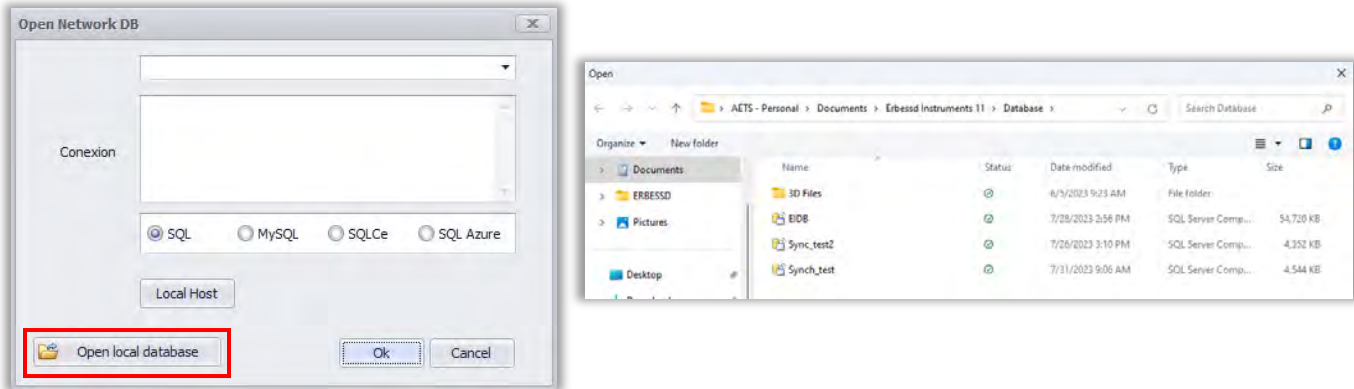 Open Network DB
Conexion
SQL MySQL SQLCe SQL Azure
Local Host
Open local database Ok Cancel
Open
AETS - Personal > Documents > Erbessd Instruments 11 > Database > Search Database
Organize New folder
Documents
ERBESSD
Pictures
Desktop
Name Status Date modified Type Size
3D Files 6/5/2023 9:23 AM File folder
EIDB 7/28/2023 2:56 PM SQL Server Comp... 54,720 KB
Sync_test2 7/26/2023 3:10 PM SQL Server Comp... 4,352 KB
Synch_test 7/31/2023 9:06 AM SQL Server Comp... 4,544 KB